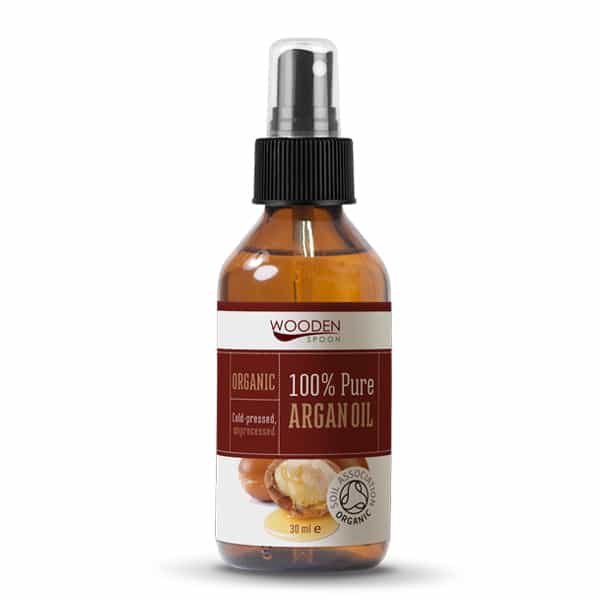 WOODEN
SPOON
ORGANIC
Cold-pressed,
unprocessed
100% Pure
ARGAN OIL
SOIL ASSOCIATION
ORGANIC
30 ml e